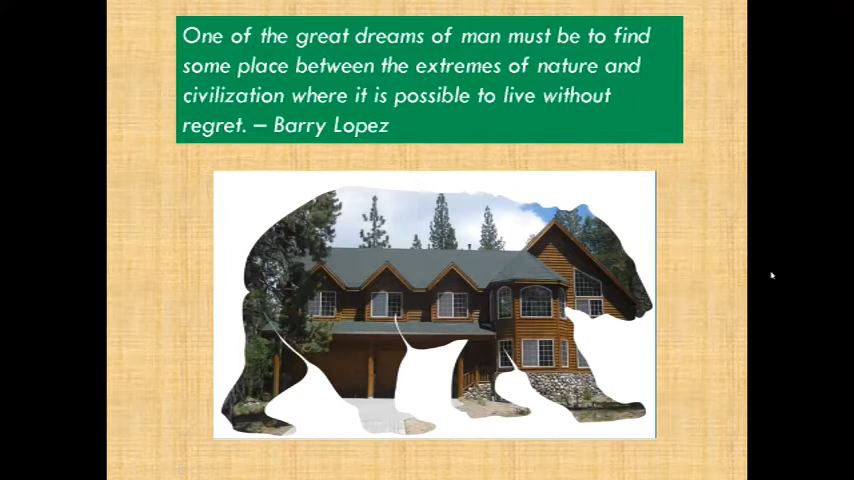 One of the great dreams of man must be to find
some place between the extremes of nature and
civilization where it is possible to live without
regret. – Barry Lopez